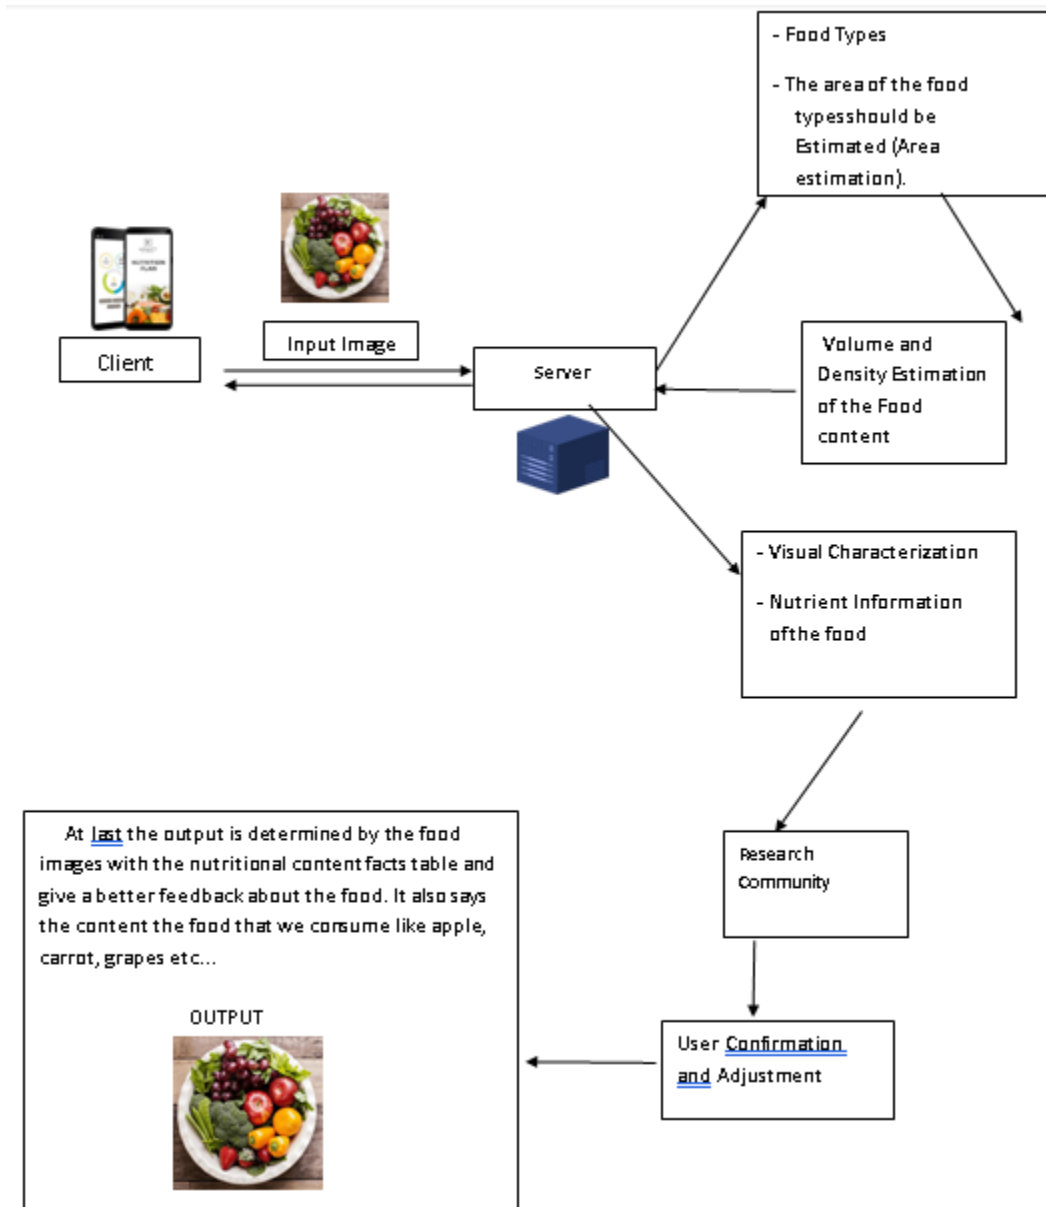 - Food Types
- The area of the food
typesshould be
Estimated (Area
estimation).
NUTRITION
PLAN
Client
Input Image
Server
Volume and
Density Estimation
of the Food
content
- Visual Characterization
- Nutrient Information
ofthe food
Research
Community
User Confirmation
and Adjustment
At last the output is determined by the food
images with the nutritional content facts table and
give a better feedback about the food. It also says
the content the food that we consume like apple,
carrot, grapes etc...
OUTPUT